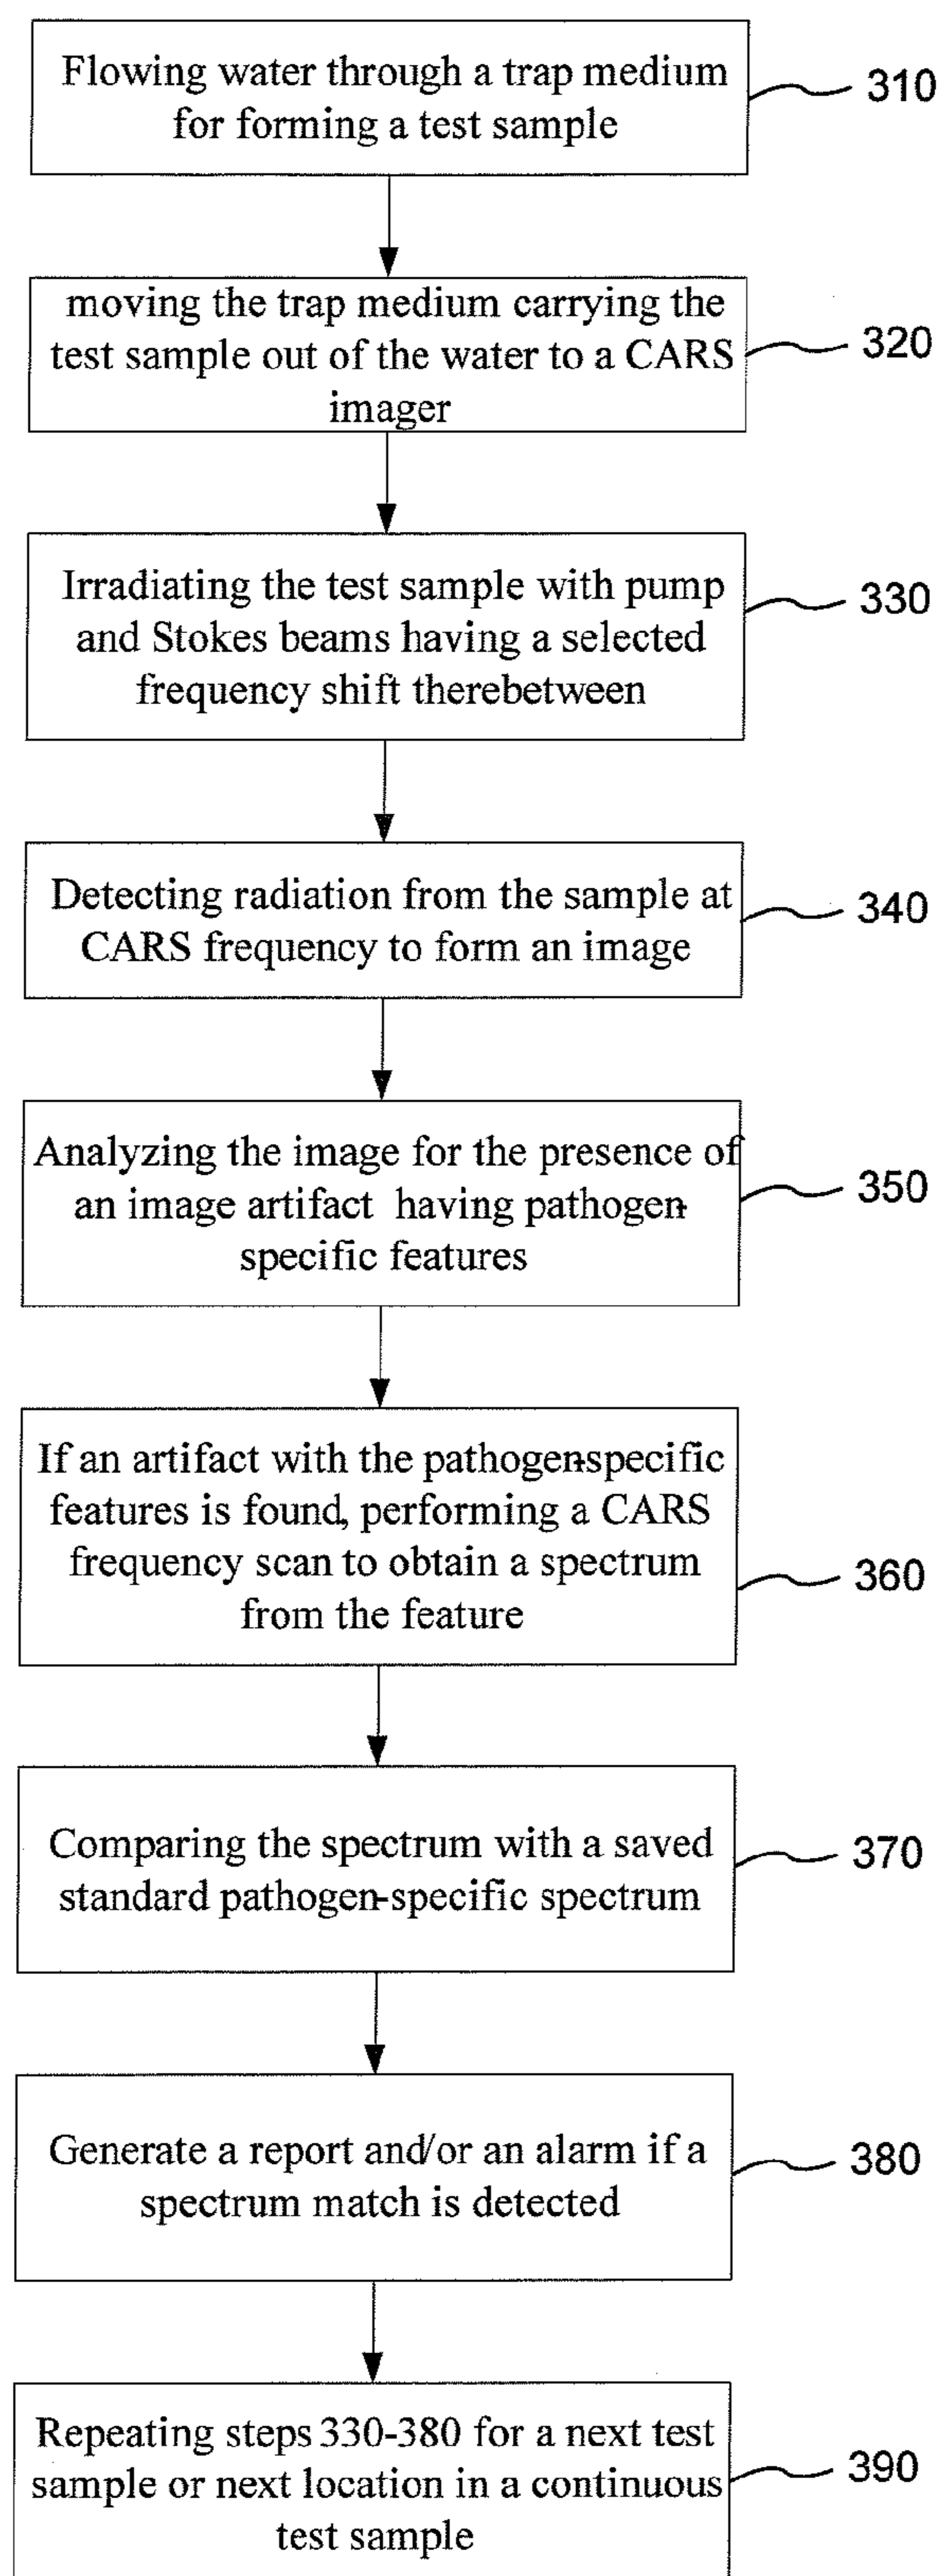 Flowing water through a trap medium
for forming a test sample
310
moving the trap medium carrying the
test sample out of the water to a CARS
imager
320
Irradiating the test sample with pump
and Stokes beams having a selected
frequency shift therebetween
330
Detecting radiation from the sample at
CARS frequency to form an image
340
Analyzing the image for the presence of
an image artifact having pathogen-
specific features
350
If an artifact with the pathogen-specific
features is found, performing a CARS
frequency scan to obtain a spectrum
from the feature
360
Comparing the spectrum with a saved
standard pathogen-specific spectrum
370
Generate a report and/or an alarm if a
spectrum match is detected
380
Repeating steps 330-380 for a next test
sample or next location in a continuous
test sample
390